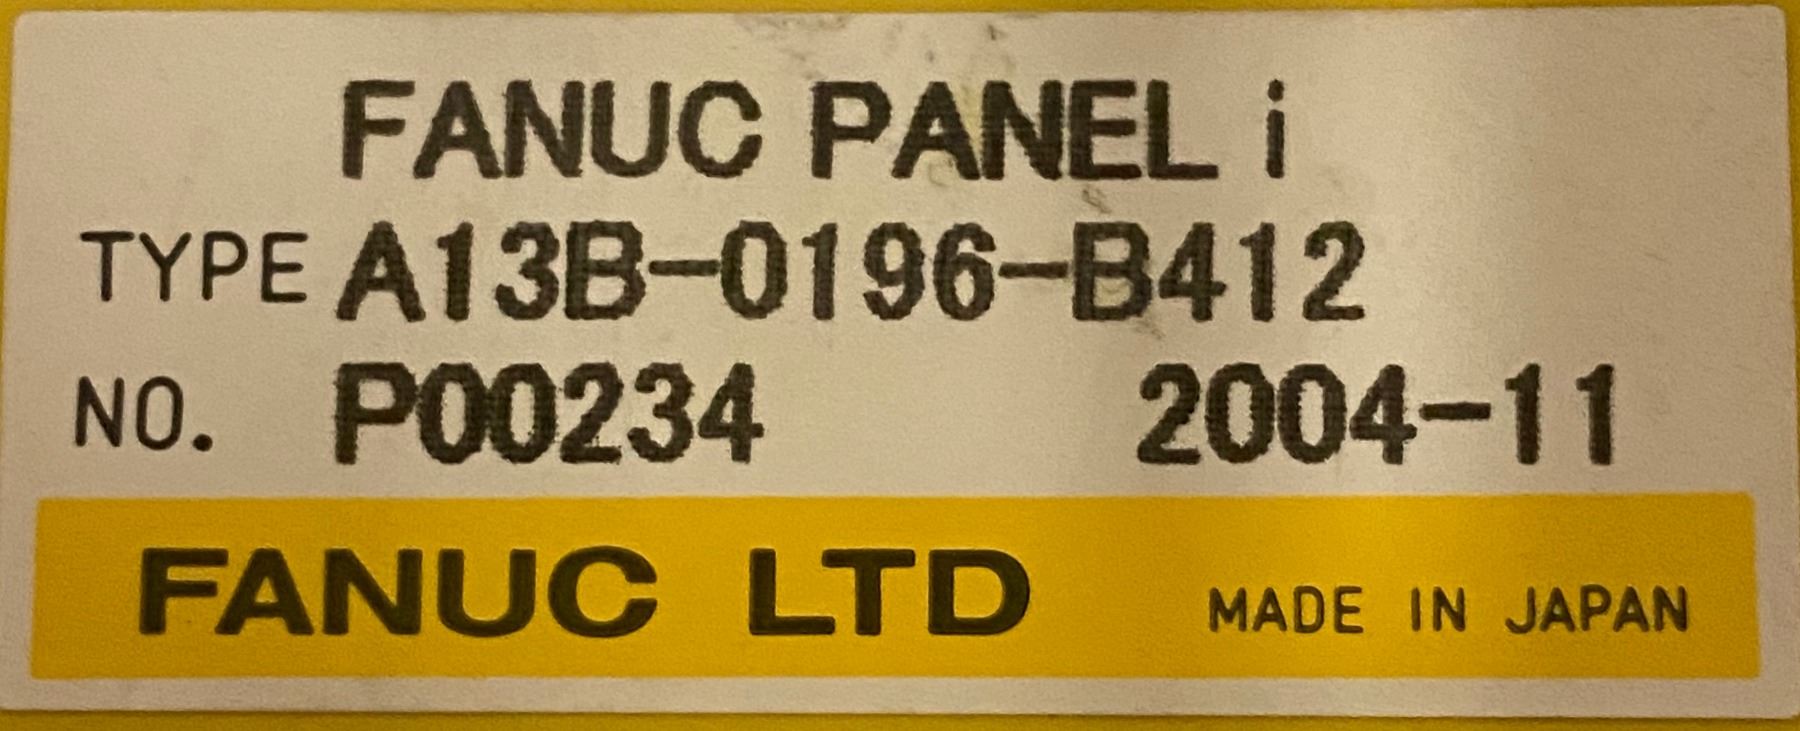 FANUC PANEL i
TYPE A13B-0196-B412
NO. P00234 2004-11
FANUC LTD MADE IN JAPAN